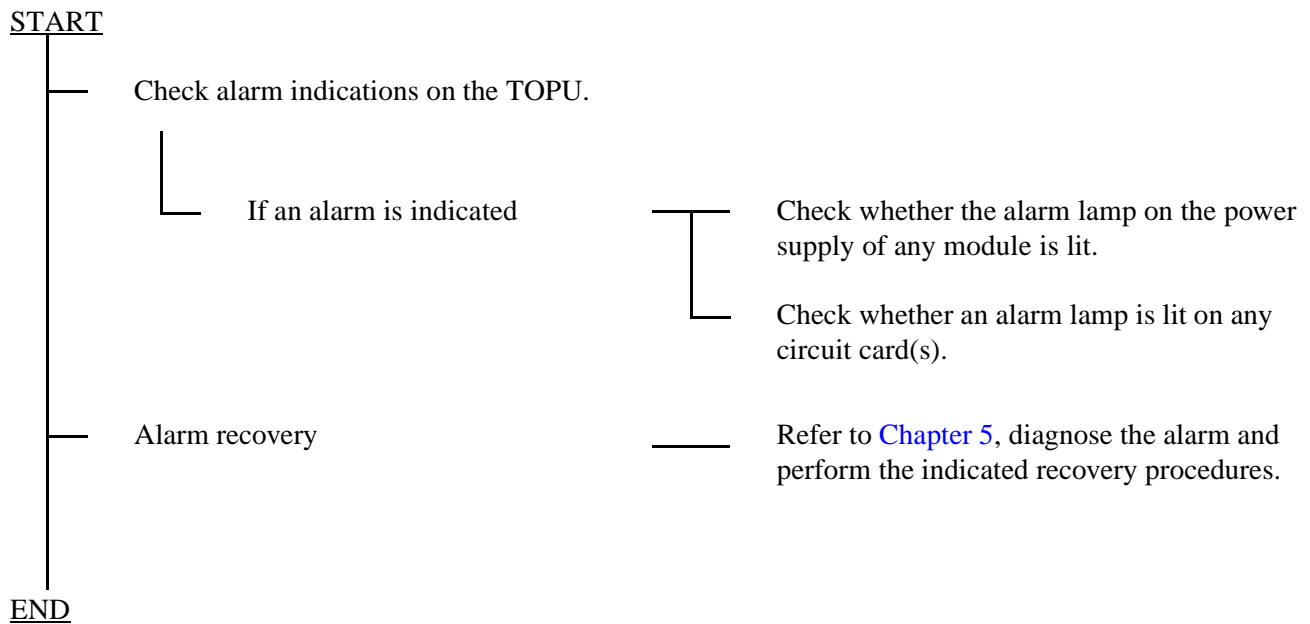 START
Check alarm indications on the TOPU.
If an alarm is indicated
Check whether the alarm lamp on the power
supply of any module is lit.
Check whether an alarm lamp is lit on any
circuit card(s).
Alarm recovery
Refer to Chapter 5, diagnose the alarm and
perform the indicated recovery procedures.
END